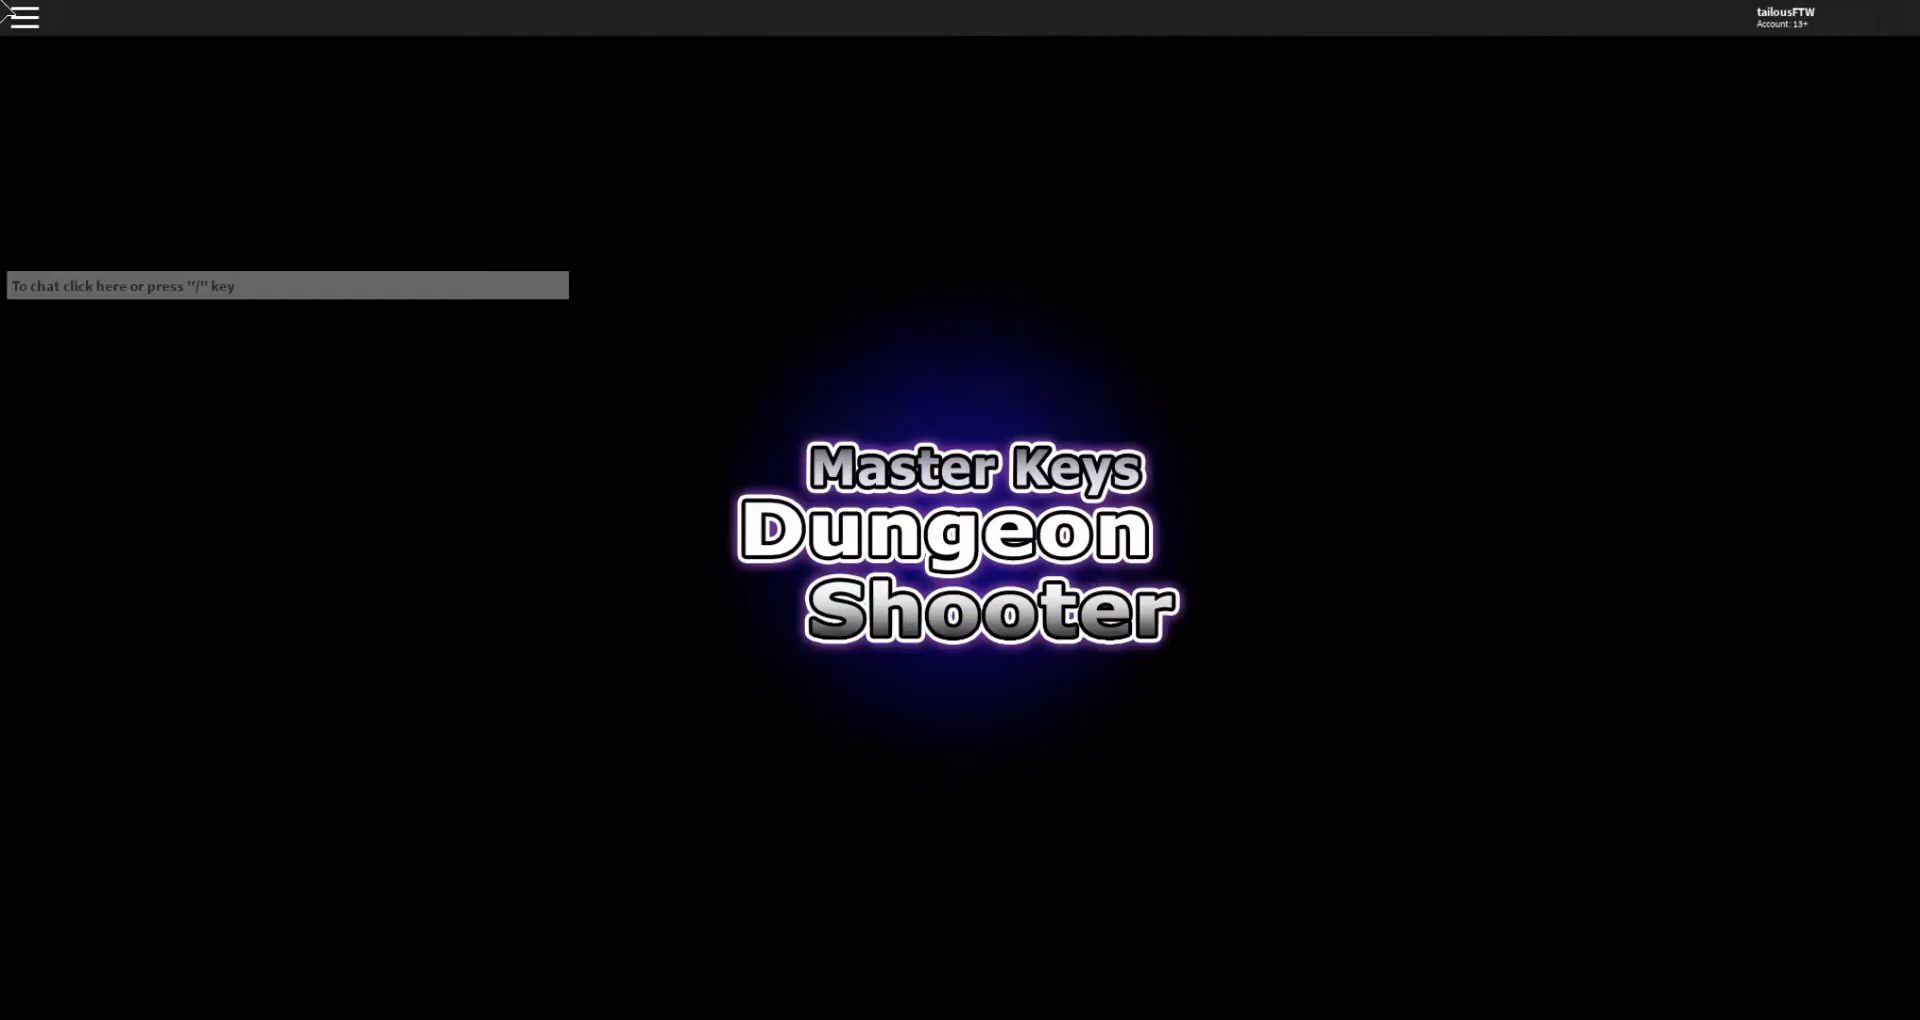 tailousFTW
Account: 13+
To chat click here or press "/" key
Master Keys
Dungeon
Shooter